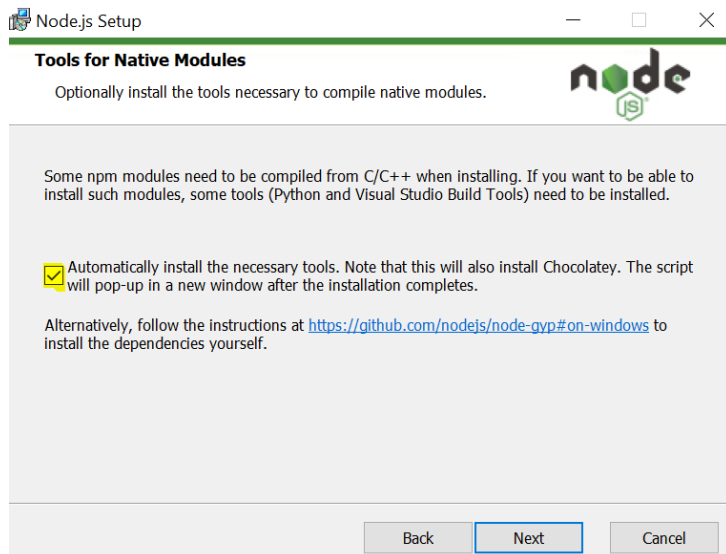 Node.js Setup
Tools for Native Modules
Optionally install the tools necessary to compile native modules.
node
JS
Some npm modules need to be compiled from C/C++ when installing. If you want to be able to
install such modules, some tools (Python and Visual Studio Build Tools) need to be installed.
Automatically install the necessary tools. Note that this will also install Chocolatey. The script
will pop-up in a new window after the installation completes.
Alternatively, follow the instructions at https://github.com/nodejs/node-gyp#on-windows to
install the dependencies yourself.
Back Next Cancel